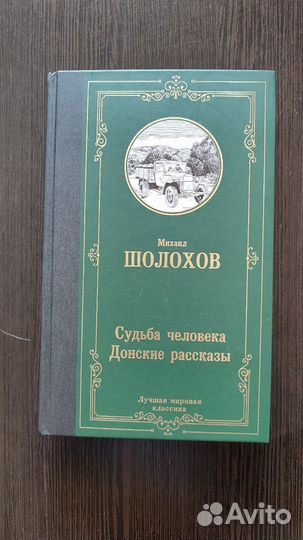 Михаил
ШОЛОХОВ
Судьба человека
Донские рассказы
Лучшая мировая
классика
Avito